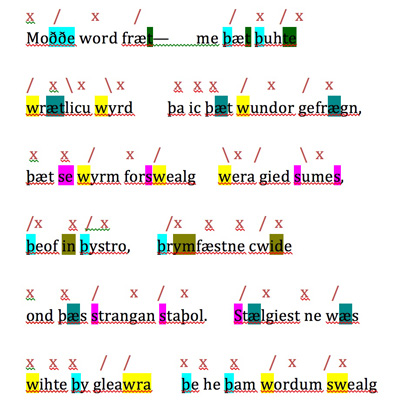 x / x / / x / x
Moððe word fræt— me þæt þuhte
/ x \ x \ x x x x / x / x
wrætlicu wyrd þa ic þæt wundor gefrægn,
x x / x / \ x / \ x
þæt se wyrm forswealg wera gied sumes,
/x x / x /x x x / x
þeof in þystro, þrymfæstne cwide
x x / x / x / x x /
ond þæs strangan staþol. Stælgiest ne wæs
x x x / / x x x / x / x
wihte þy gleawra þe he þam wordum swealg